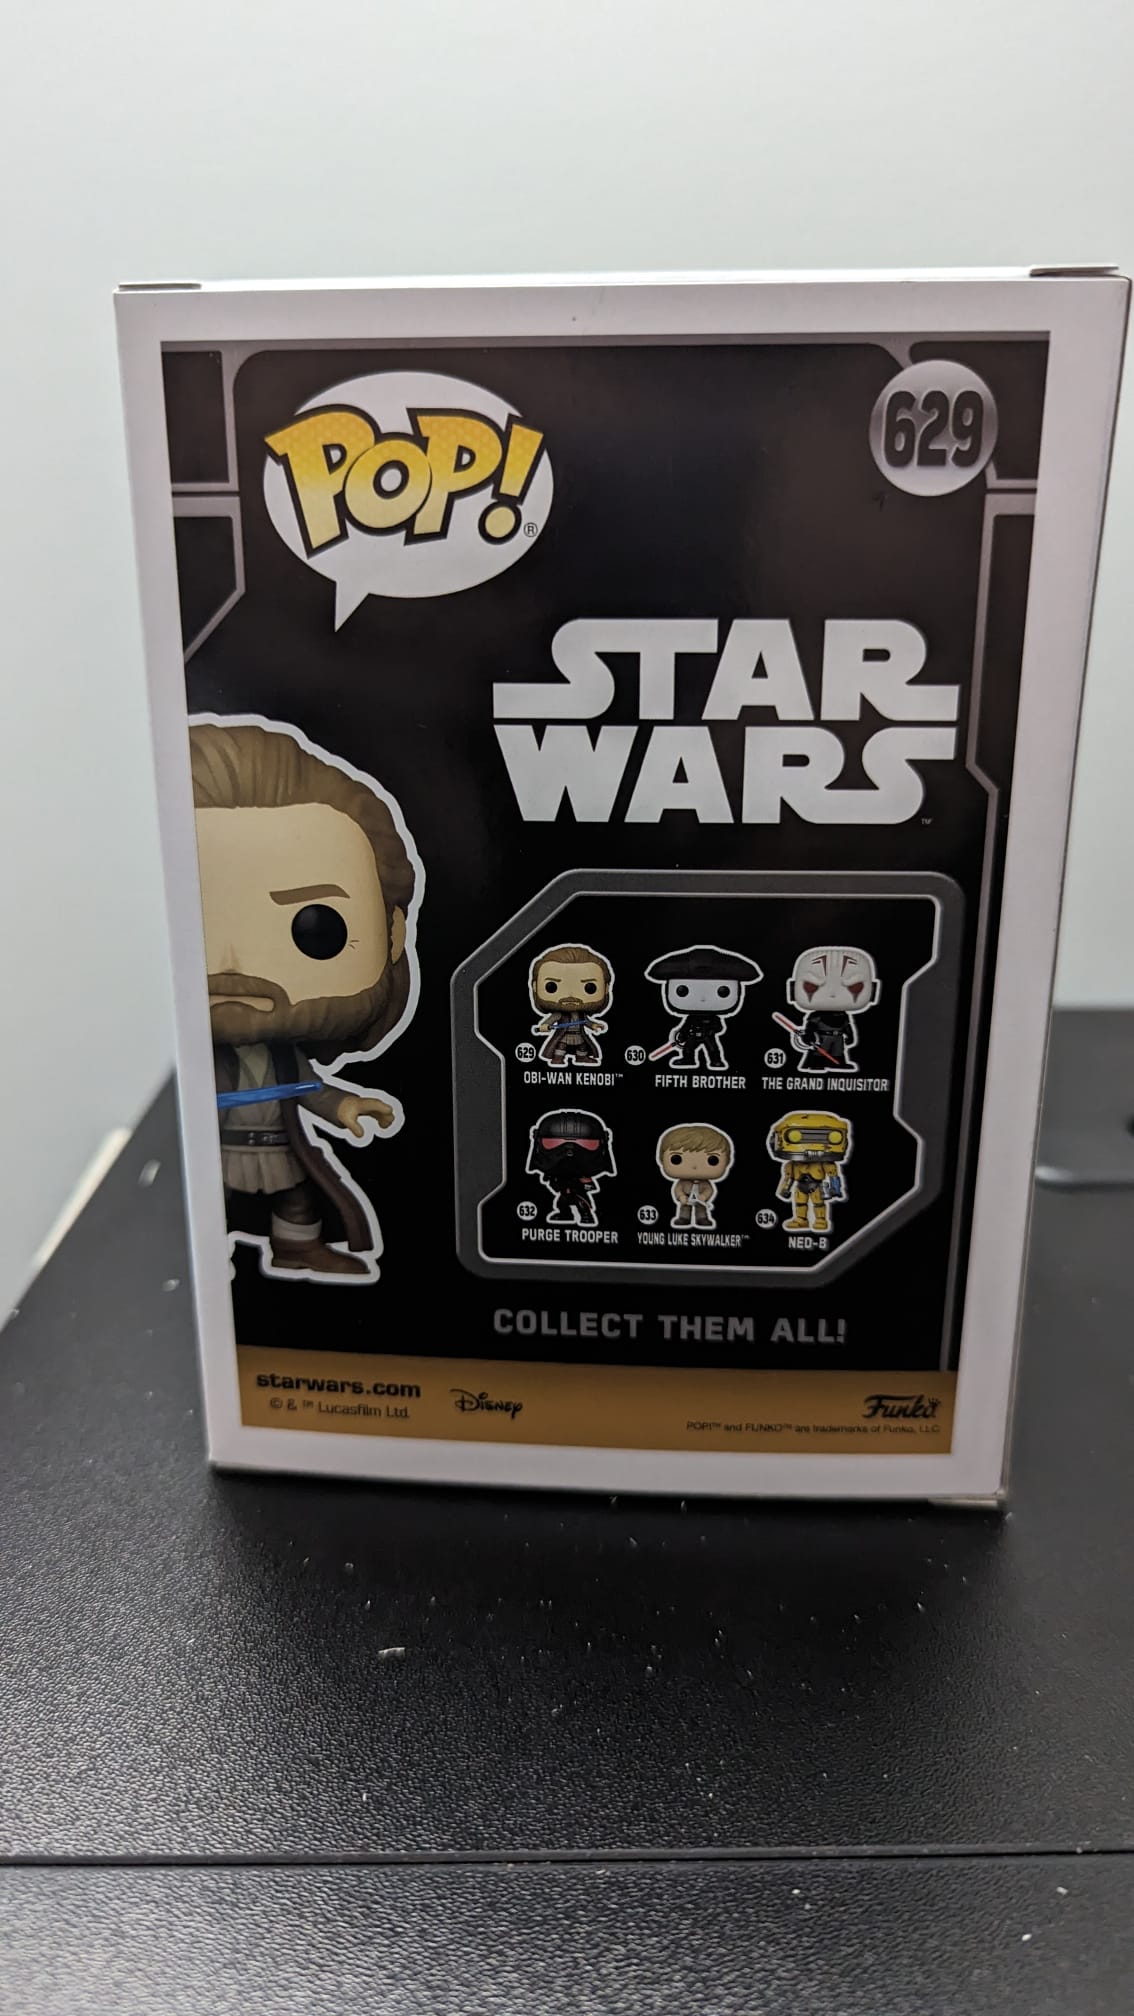 POP!®
629
STAR
WARS™
629
OBI-WAN KENOBI™
630
FIFTH BROTHER
631
THE GRAND INQUISITOR
632
PURGE TROOPER
633
YOUNG LUKE SKYWALKER™
634
NED-B
COLLECT THEM ALL!
starwars.com
© & ™ Lucasfilm Ltd.
DISNEY
Funko
POP!™ and FUNKO™ are trademarks of Funko, LLC